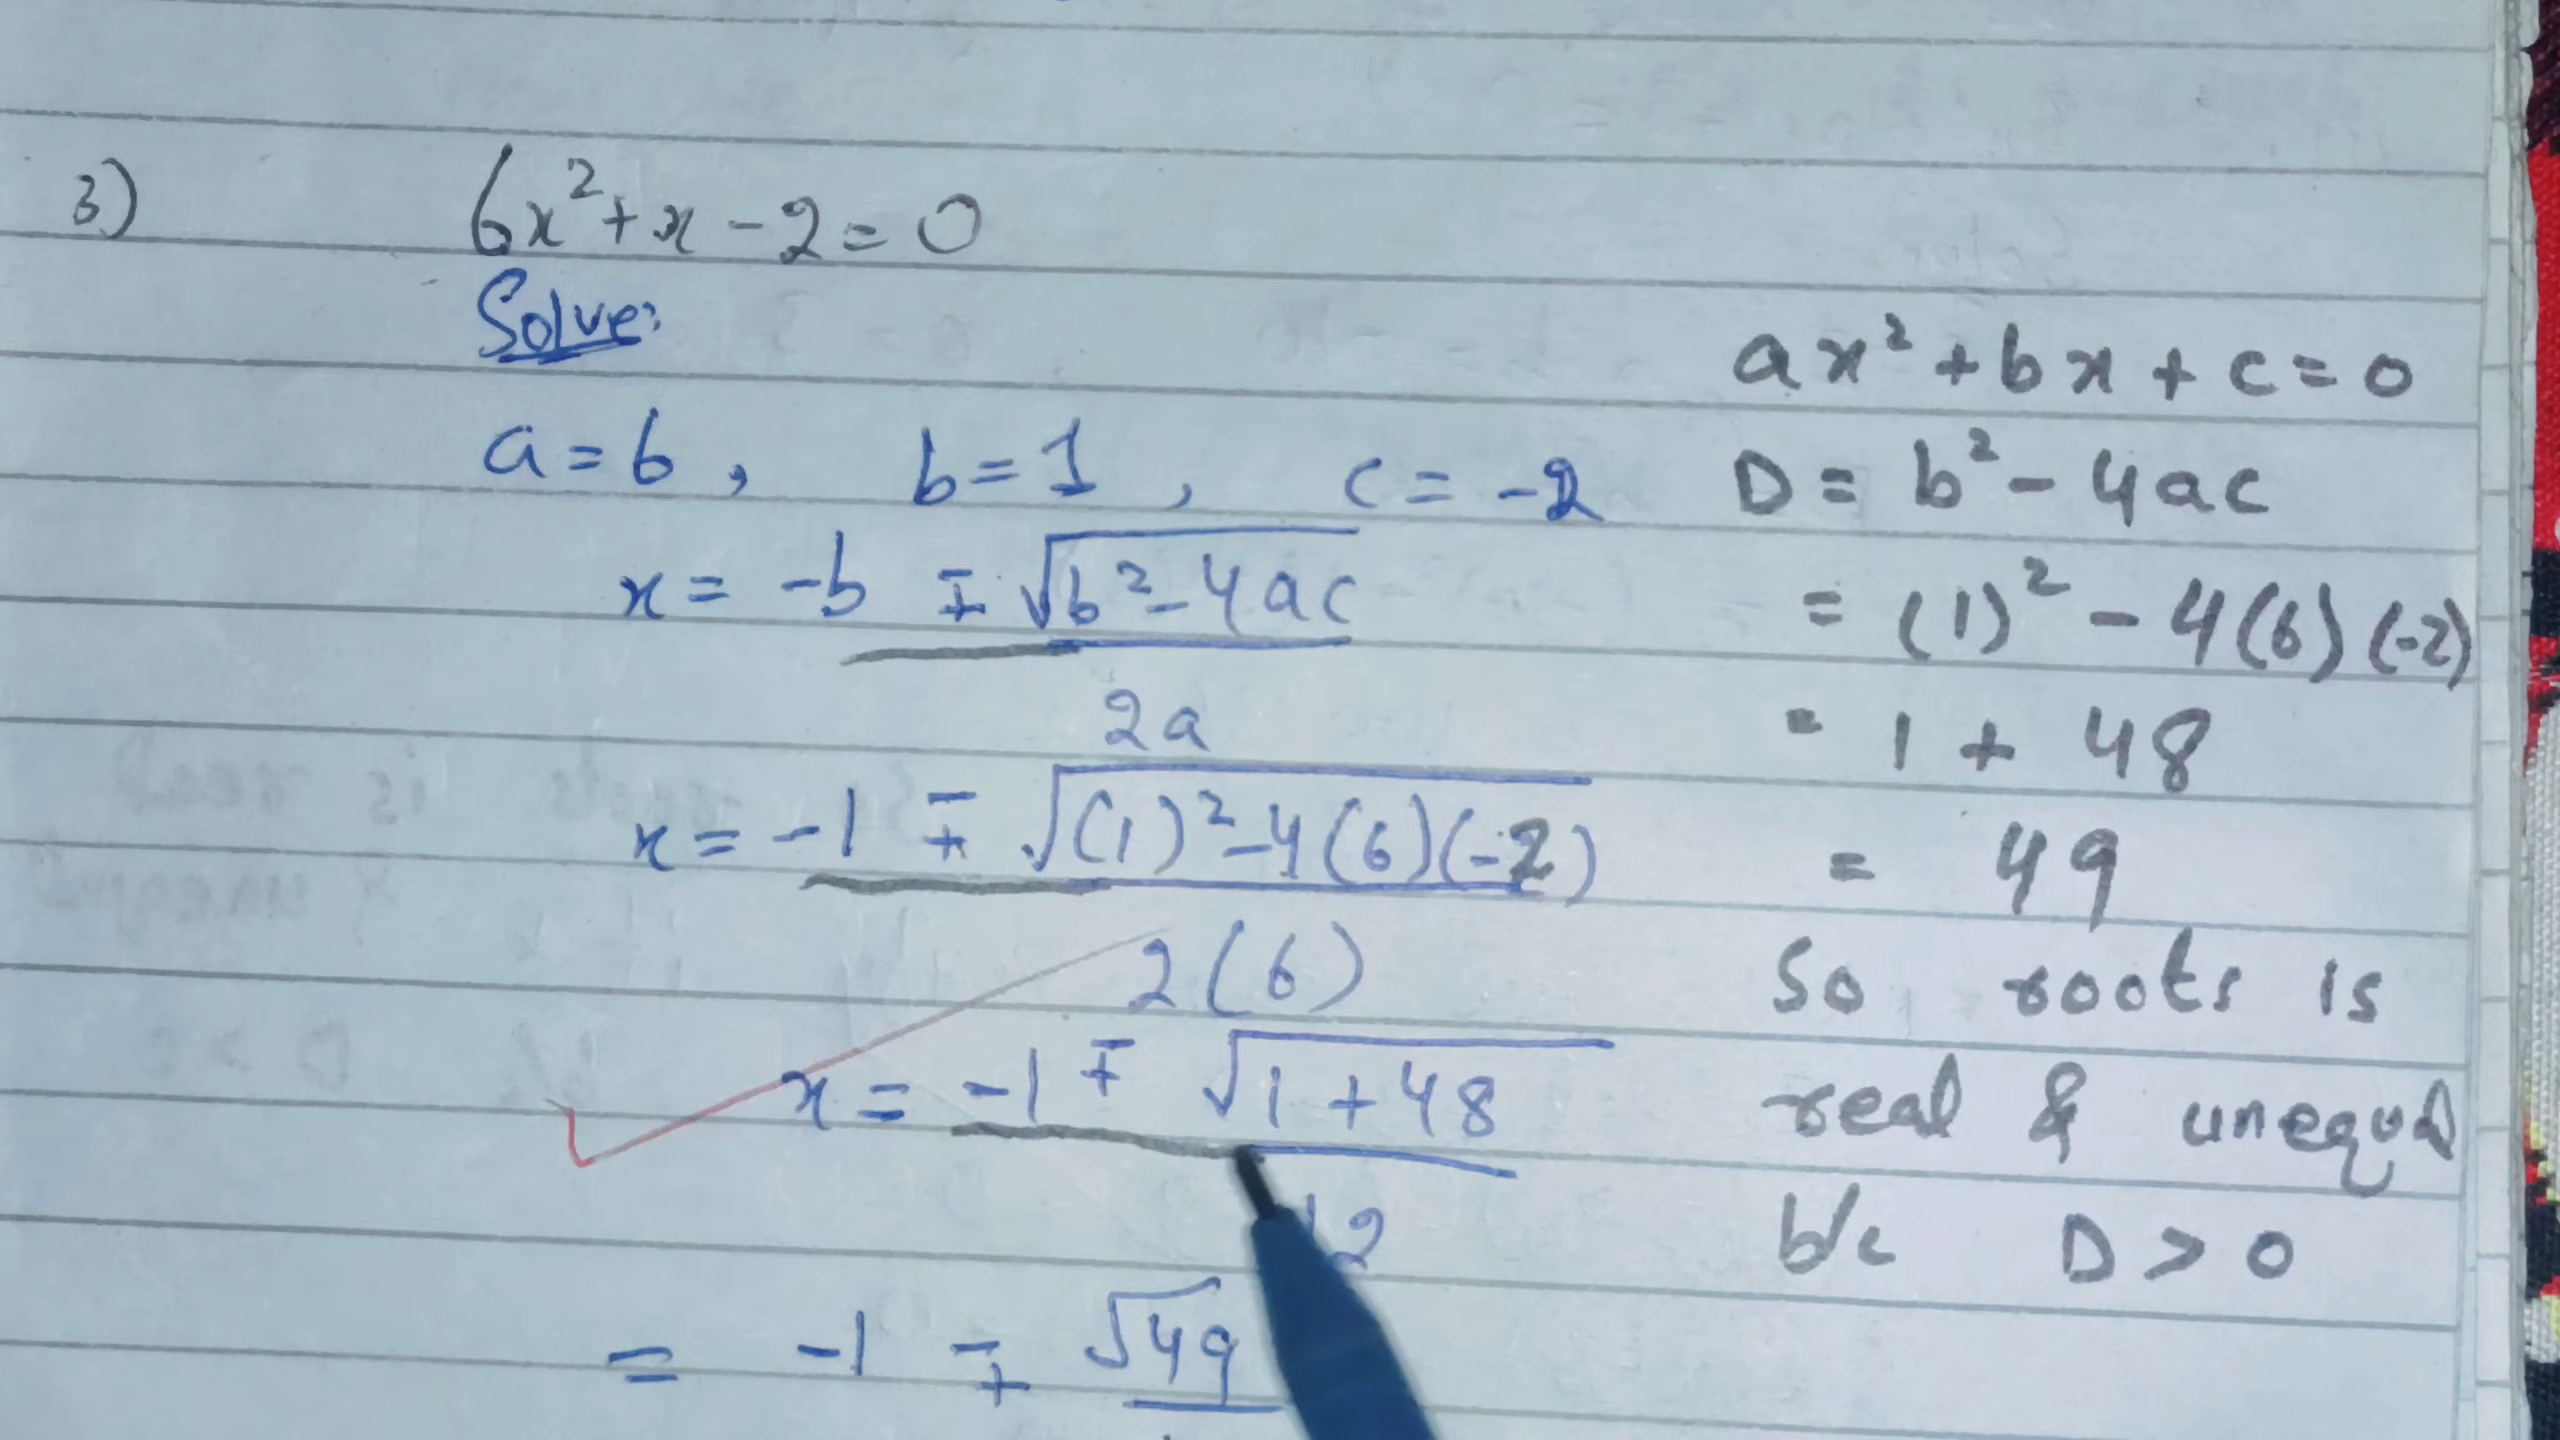 3) 6x² + x - 2 = 0
Solve:
a = 6 , b = 1 , c = -2
x = -b ∓ √b² - 4ac
2a
x = -1 ∓ √(1)² - 4(6)(-2)
2(6)
x = -1 ∓ √1 + 48
12
= -1 ∓ √49
ax² + bx + c = 0
D = b² - 4ac
= (1)² - 4(6)(-2)
= 1 + 48
= 49
So roots is
real & unequal
b/c D > 0